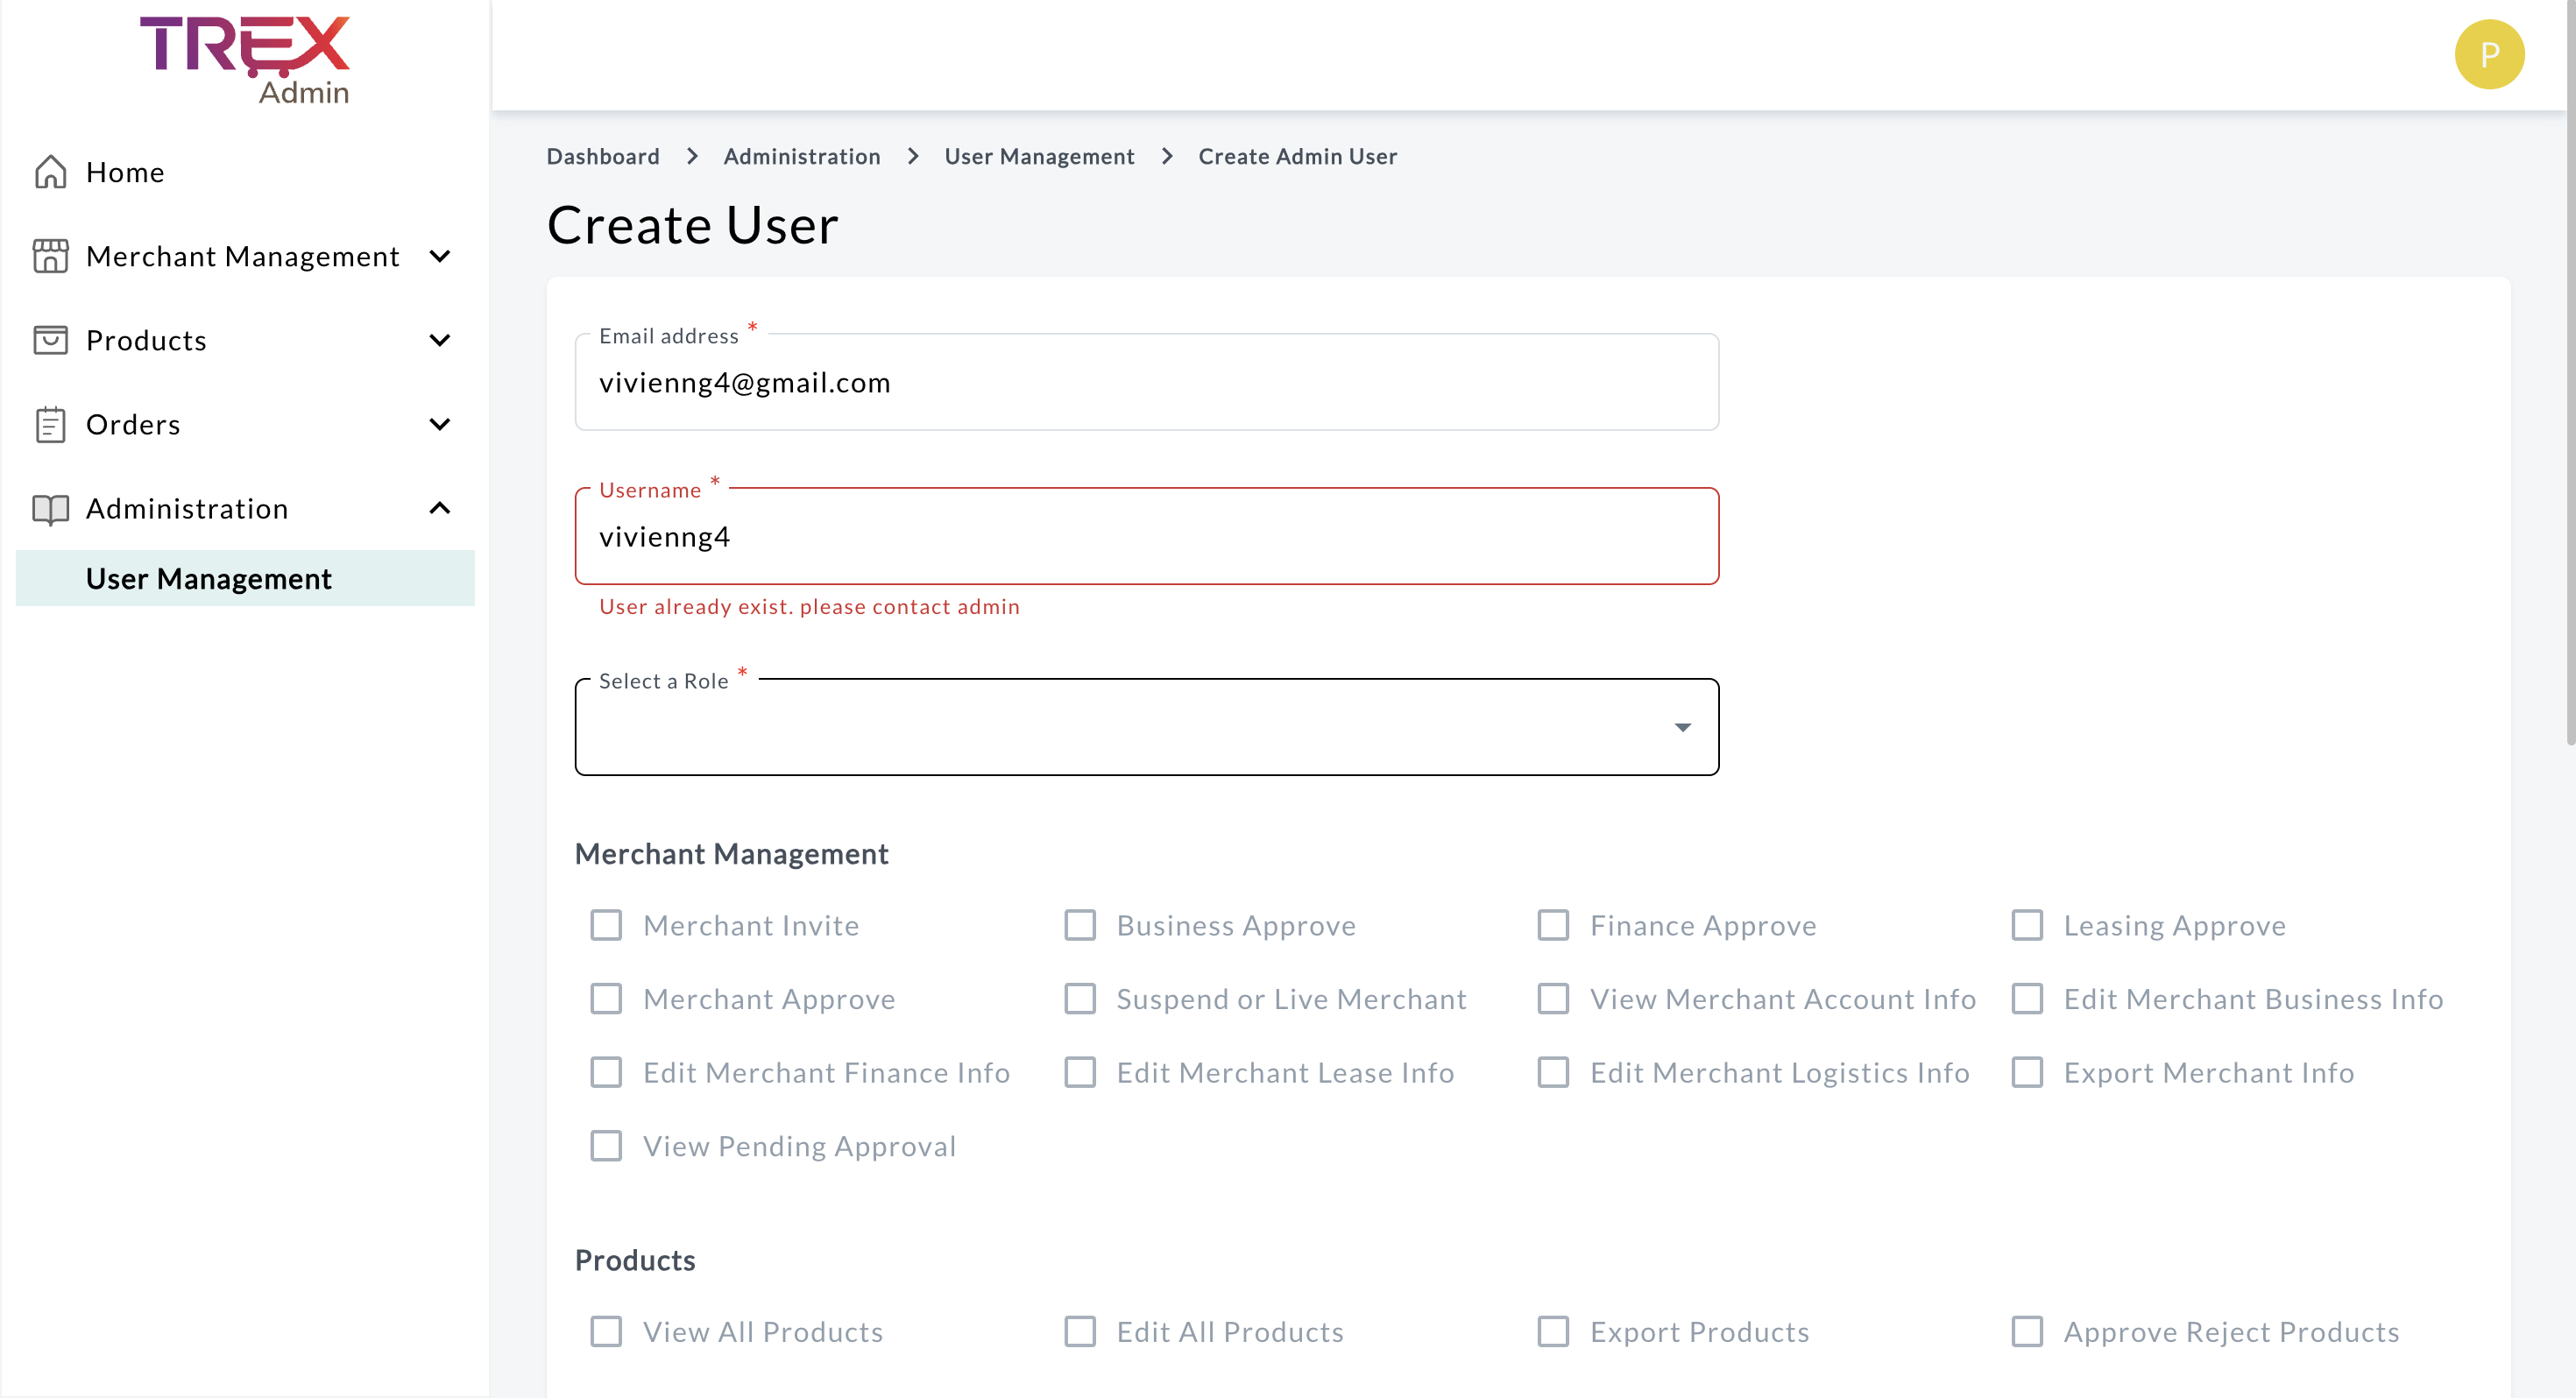 TREX
Admin
P
Home
Merchant Management
Products
Orders
Administration
User Management
Dashboard > Administration > User Management > Create Admin User
Create User
Email address *
vivienng4@gmail.com
Username *
vivienng4
User already exist. please contact admin
Select a Role *
Merchant Management
Merchant Invite Business Approve Finance Approve Leasing Approve
Merchant Approve Suspend or Live Merchant View Merchant Account Info Edit Merchant Business Info
Edit Merchant Finance Info Edit Merchant Lease Info Edit Merchant Logistics Info Export Merchant Info
View Pending Approval
Products
View All Products Edit All Products Export Products Approve Reject Products